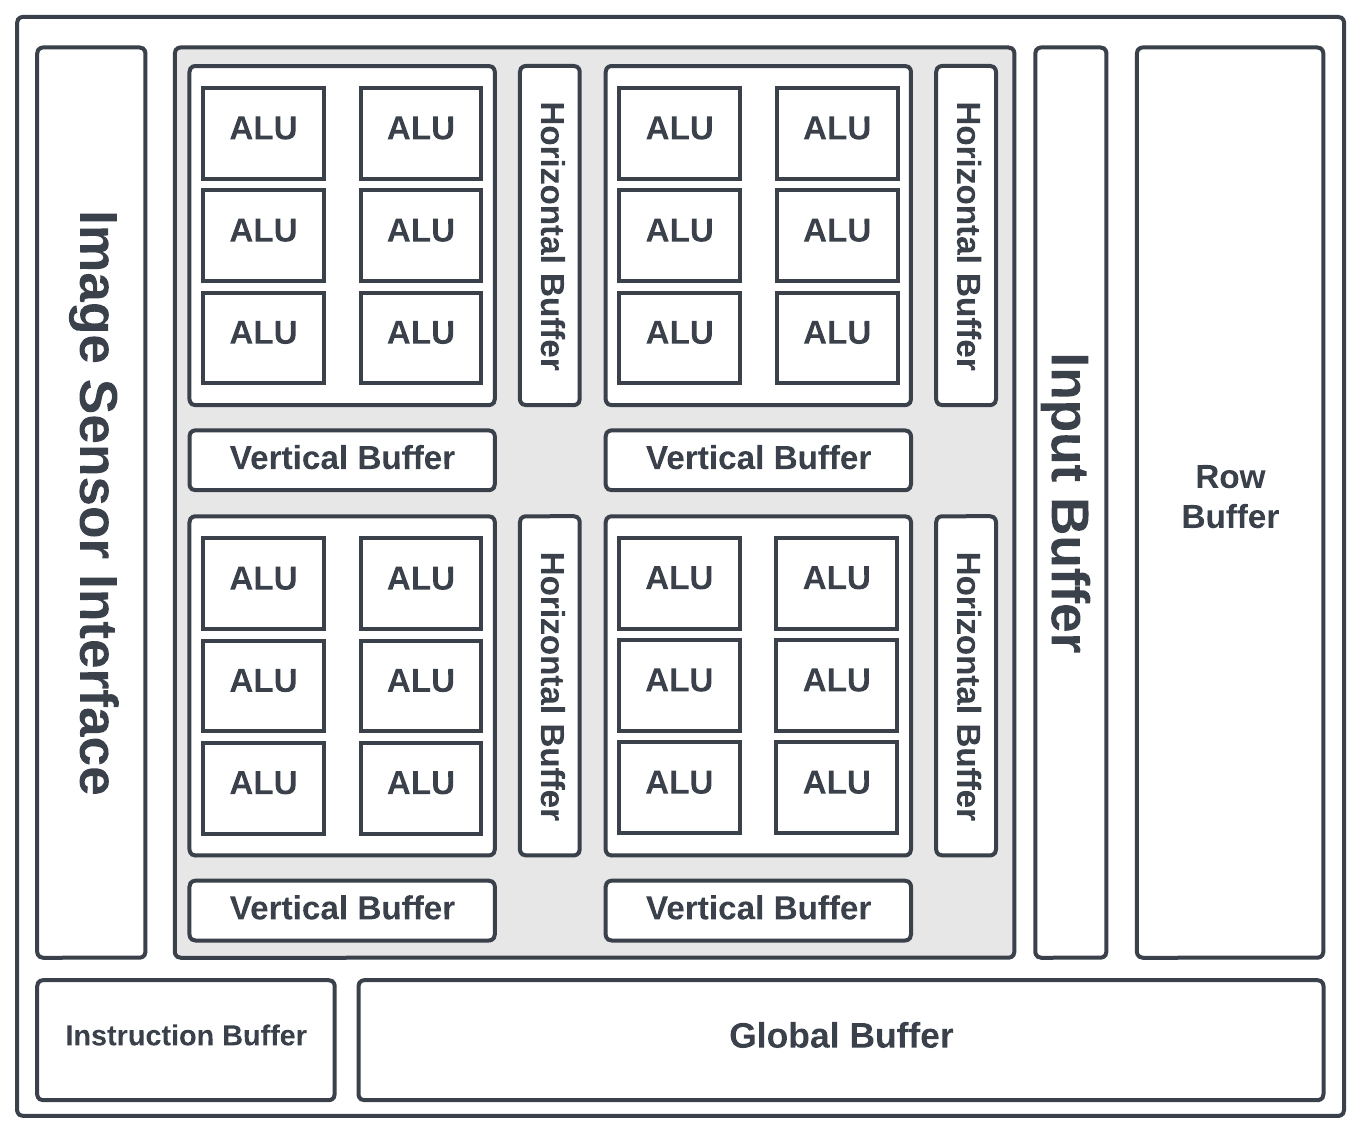 Image Sensor Interface
ALU
ALU
ALU
ALU
ALU
ALU
Horizontal Buffer
ALU
ALU
ALU
ALU
ALU
ALU
Horizontal Buffer
Vertical Buffer
Vertical Buffer
ALU
ALU
ALU
ALU
ALU
ALU
Horizontal Buffer
ALU
ALU
ALU
ALU
ALU
ALU
Horizontal Buffer
Vertical Buffer
Vertical Buffer
Input Buffer
Row
Buffer
Instruction Buffer
Global Buffer